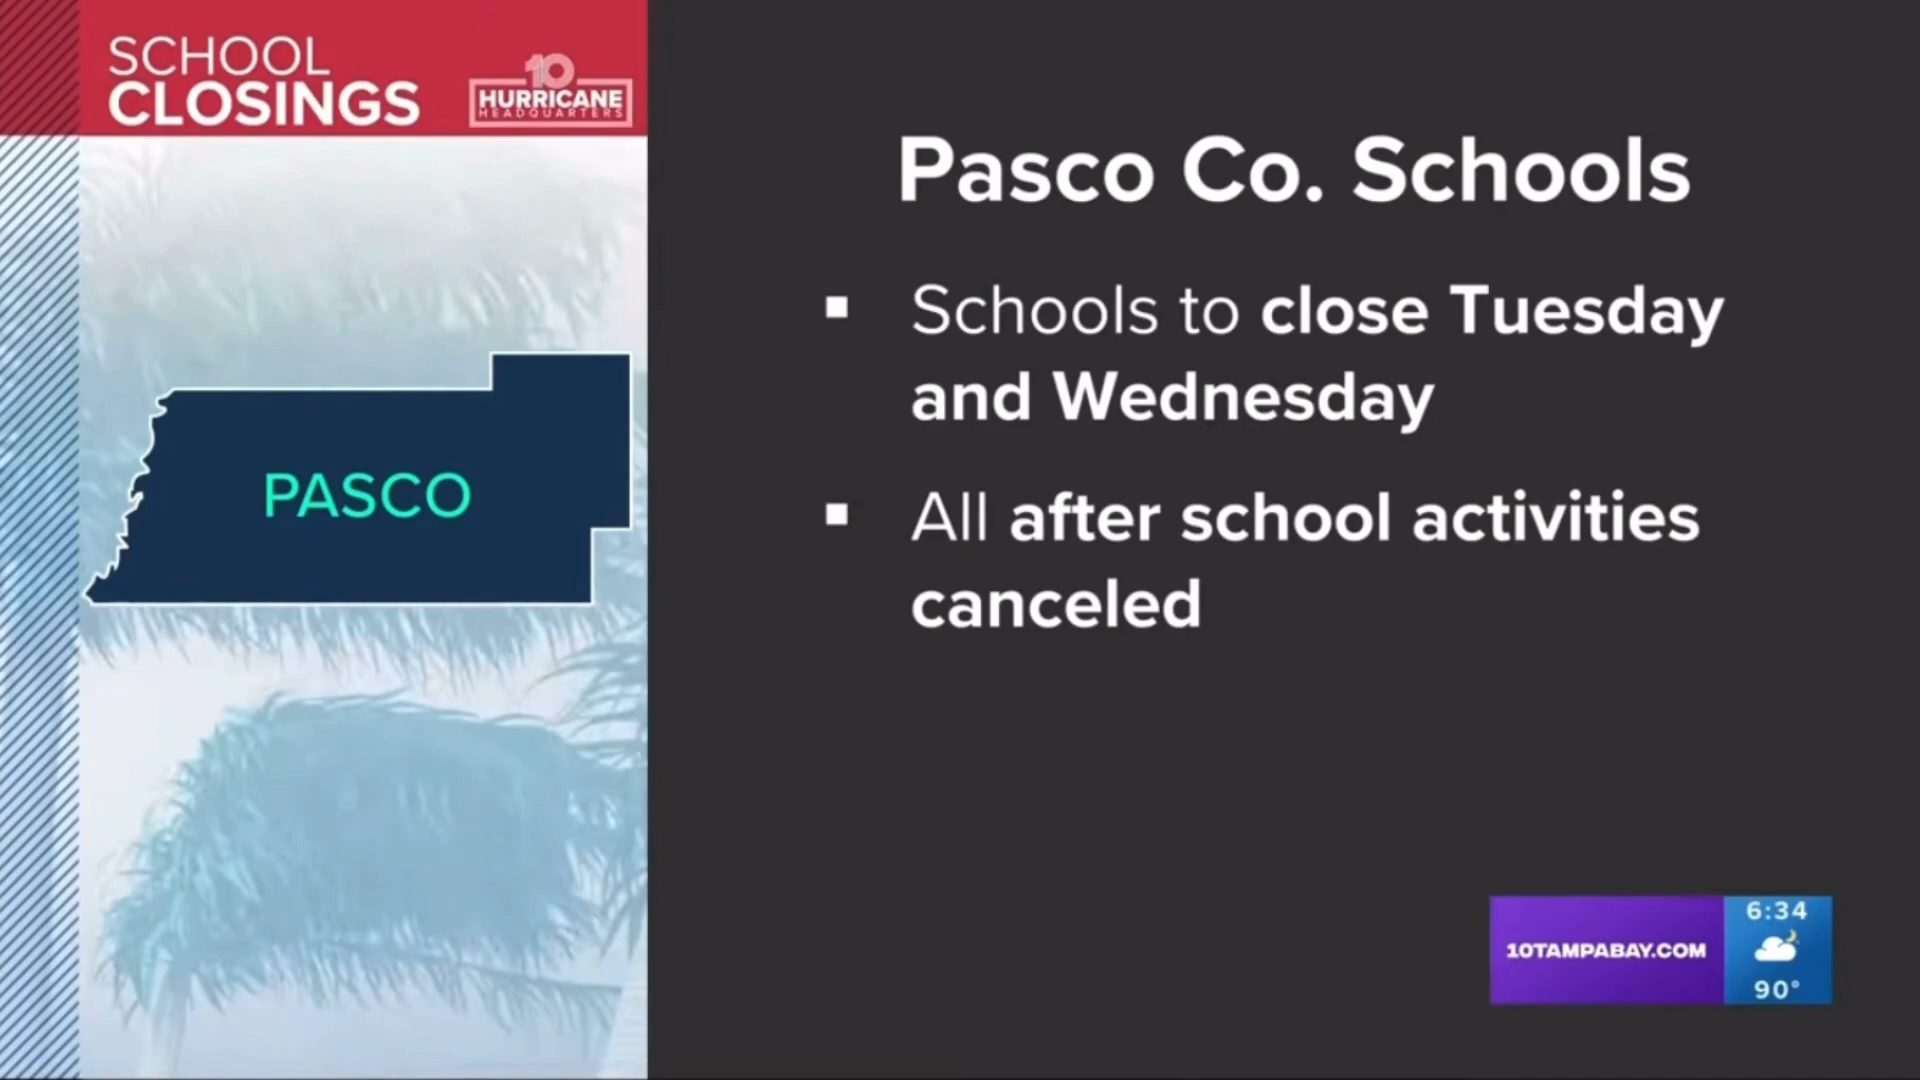 SCHOOL
CLOSINGS
10
HURRICANE
HEADQUARTERS
PASCO
Pasco Co. Schools
▪ Schools to close Tuesday
and Wednesday
▪ All after school activities
canceled
10TAMPABAY.COM
6:34
90°